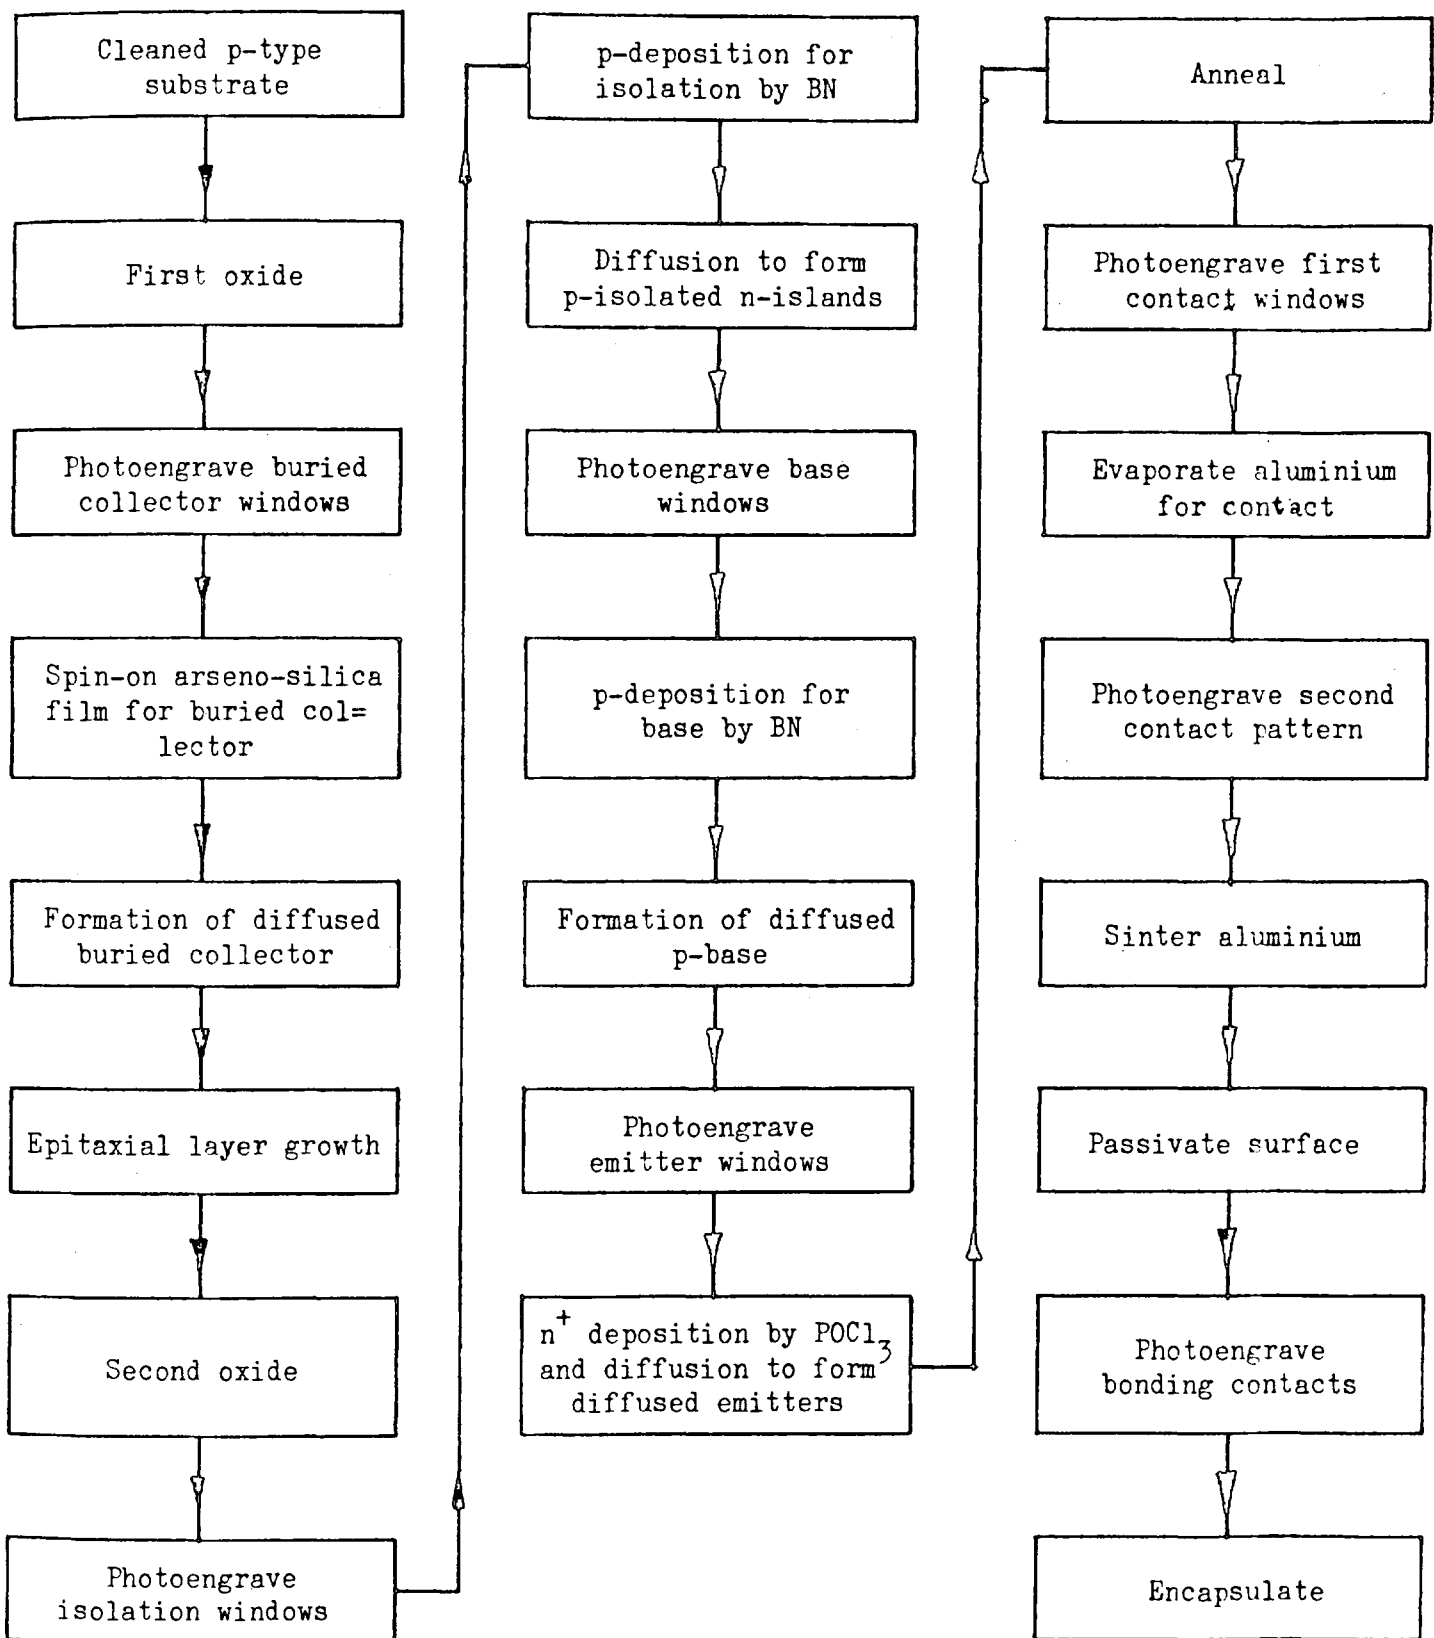 Cleaned p-type
substrate
First oxide
Photoengrave buried
collector windows
Spin-on arseno-silica
film for buried col=
lector
Formation of diffused
buried collector
Epitaxial layer growth
Second oxide
Photoengrave
isolation windows
p-deposition for
isolation by BN
Diffusion to form
p-isolated n-islands
Photoengrave base
windows
p-deposition for
base by BN
Formation of diffused
p-base
Photoengrave
emitter windows
n⁺ deposition by POCl₃
and diffusion to form
diffused emitters
Anneal
Photoengrave first
contact windows
Evaporate aluminium
for contact
Photoengrave second
contact pattern
Sinter aluminium
Passivate surface
Photoengrave
bonding contacts
Encapsulate